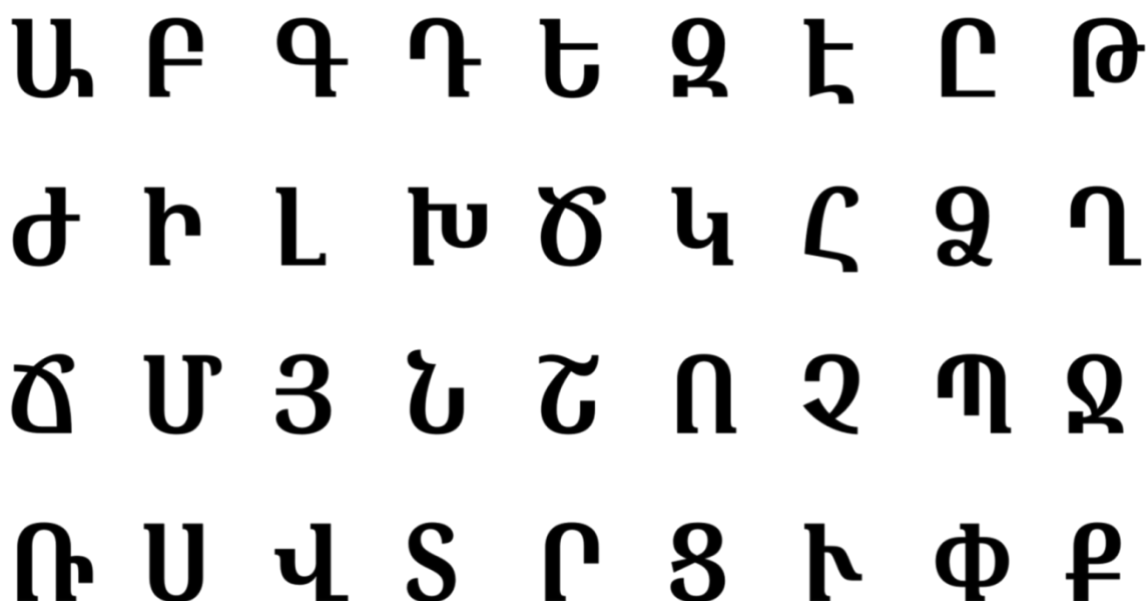 Ա Բ Գ Դ Ե Զ Է Ը Թ
Ժ Ի Լ Խ Ծ Կ Հ Ձ Ղ
Ճ Մ Յ Ն Շ Ո Չ Պ Ջ
Ռ Ս Վ Տ Ր Ց Ւ Փ Ք